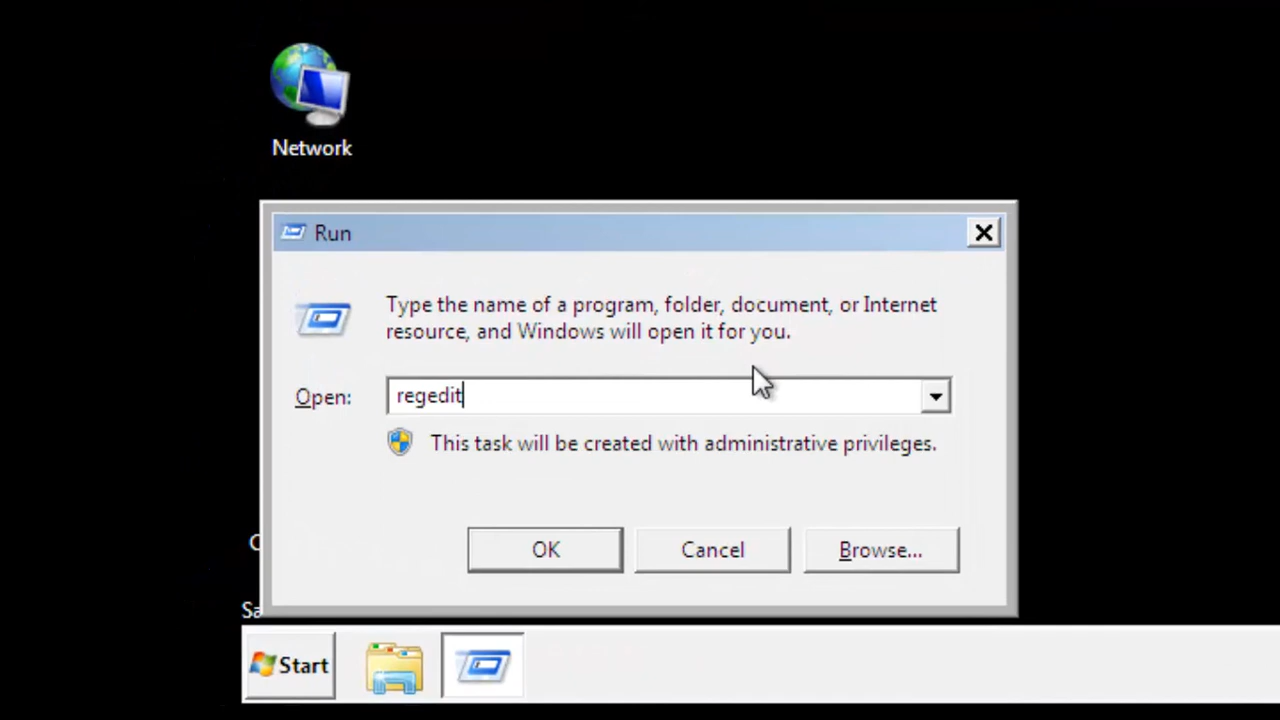 Network
Run
Type the name of a program, folder, document, or Internet
resource, and Windows will open it for you.
Open:
regedit
This task will be created with administrative privileges.
OK
Cancel
Browse...
Sa
Start